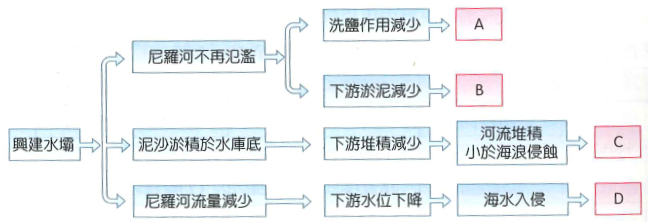 洗鹽作用減少
A
尼羅河不再氾濫
下游淤泥減少
B
興建水壩
泥沙淤積於水庫底
下游堆積減少
河流堆積
小於海浪侵蝕
C
尼羅河流量減少
下游水位下降
海水入侵
D